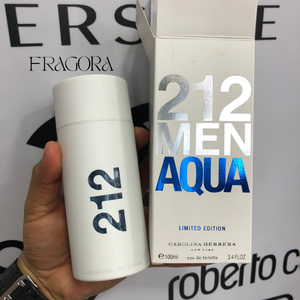 ERS
FRAGORA
212
MEN
AQUA
LIMITED EDITION
CAROLINA HERRERA
NEW YORK
100ml eau de toilette 3.4 FL.OZ
212
roberto c